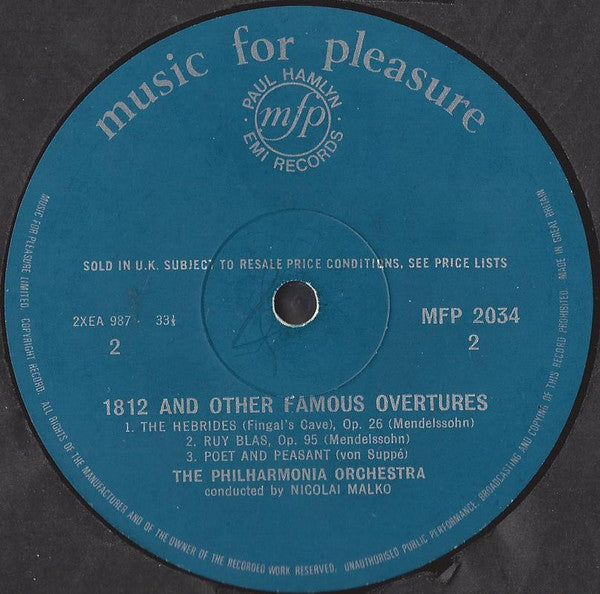 music for pleasure
PAUL HAMLYN
mfp
EMI RECORDS
SOLD IN U.K. SUBJECT TO RESALE PRICE CONDITIONS, SEE PRICE LISTS
2XEA 987 33⅓ MFP 2034
2 2
1812 AND OTHER FAMOUS OVERTURES
1. THE HEBRIDES (Fingal's Cave), Op. 26 (Mendelssohn)
2. RUY BLAS, Op. 95 (Mendelssohn)
3. POET AND PEASANT (von Suppé)
THE PHILHARMONIA ORCHESTRA
conducted by NICOLAI MALKO
MUSIC FOR PLEASURE LIMITED. COPYRIGHT RECORD. ALL RIGHTS OF THE MANUFACTURER AND OF THE OWNER OF THE RECORDED WORK RESERVED. UNAUTHORISED PUBLIC PERFORMANCE, BROADCASTING AND COPYING OF THIS RECORD PROHIBITED. MADE IN GREAT BRITAIN